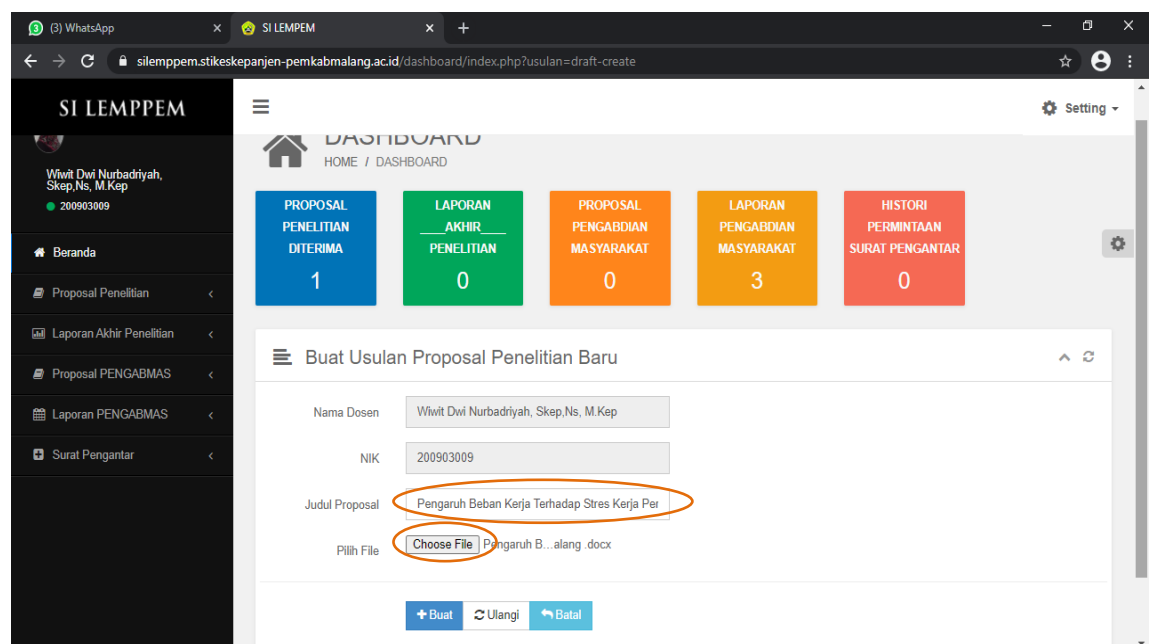 (3) WhatsApp
SI LEMPEM
silemppem.stikeskepanjen-pemkabmalang.ac.id/dashboard/index.php?usulan=draft-create
SI LEMPPEM
Setting
DASHBOARD
HOME / DASHBOARD
Wiwit Dwi Nurbadriyah,
Skep,Ns, M.Kep
200903009
Beranda
Proposal Penelitian
Laporan Akhir Penelitian
Proposal PENGABMAS
Laporan PENGABMAS
Surat Pengantar
PROPOSAL
PENELITIAN
DITERIMA
1
LAPORAN
___AKHIR___
PENELITIAN
0
PROPOSAL
PENGABDIAN
MASYARAKAT
0
LAPORAN
PENGABDIAN
MASYARAKAT
3
HISTORI
PERMINTAAN
SURAT PENGANTAR
0
Buat Usulan Proposal Penelitian Baru
Nama Dosen Wiwit Dwi Nurbadriyah, Skep,Ns, M.Kep
NIK 200903009
Judul Proposal Pengaruh Beban Kerja Terhadap Stres Kerja Per
Pilih File Choose File Pengaruh B...alang .docx
Buat Ulangi Batal